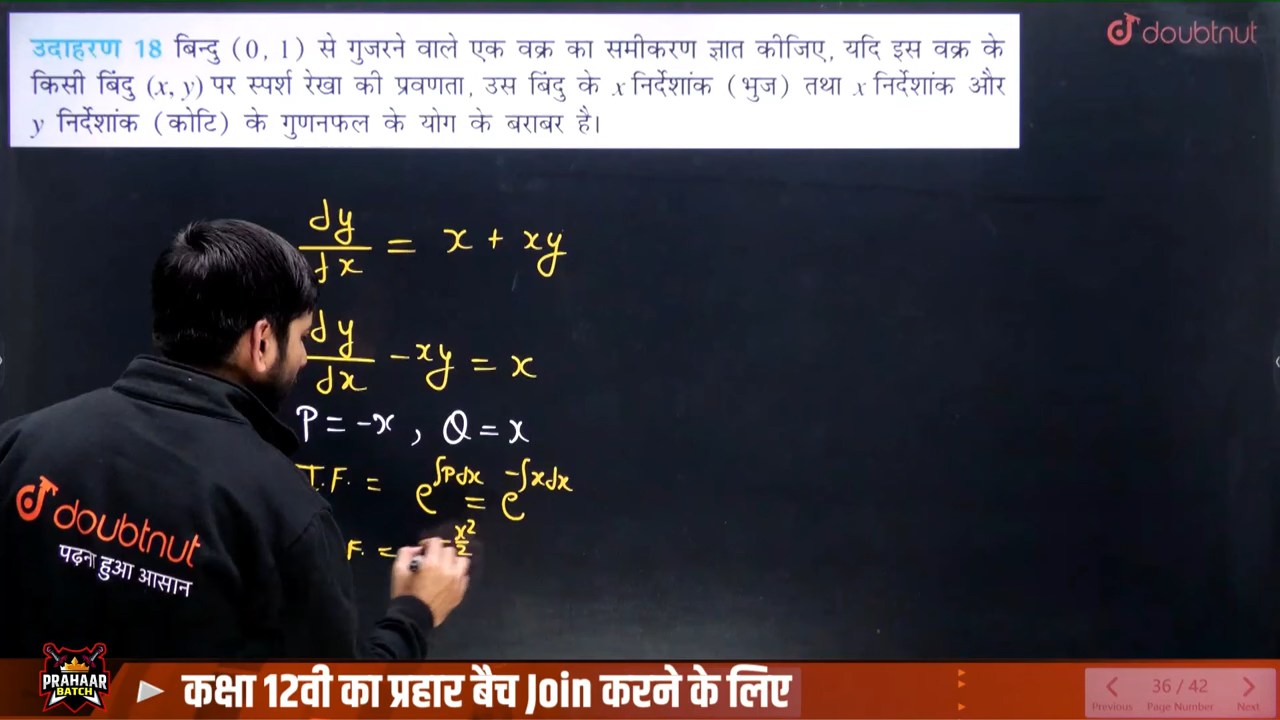 उदाहरण 18 बिन्दु (0, 1) से गुजरने वाले एक वक्र का समीकरण ज्ञात कीजिए, यदि इस वक्र के
किसी बिंदु (x, y) पर स्पर्श रेखा की प्रवणता, उस बिंदु के x निर्देशांक (भुज) तथा x निर्देशांक और
y निर्देशांक (कोटि) के गुणनफल के योग के बराबर है।
doubtnut
dy/dx = x + xy
dy/dx - xy = x
P = -x , Q = x
I.F. = e^∫Pdx = e^-∫xdx
F. = -x²/2
doubtnut
पढ़ना हुआ आसान
PRAHAAR
BATCH
कक्षा 12वी का प्रहार बैच Join करने के लिए
36 / 42
Previous Page Number Next